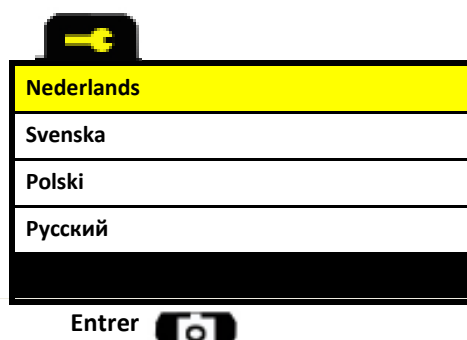 Nederlands
Svenska
Polski
Русский
Entrer